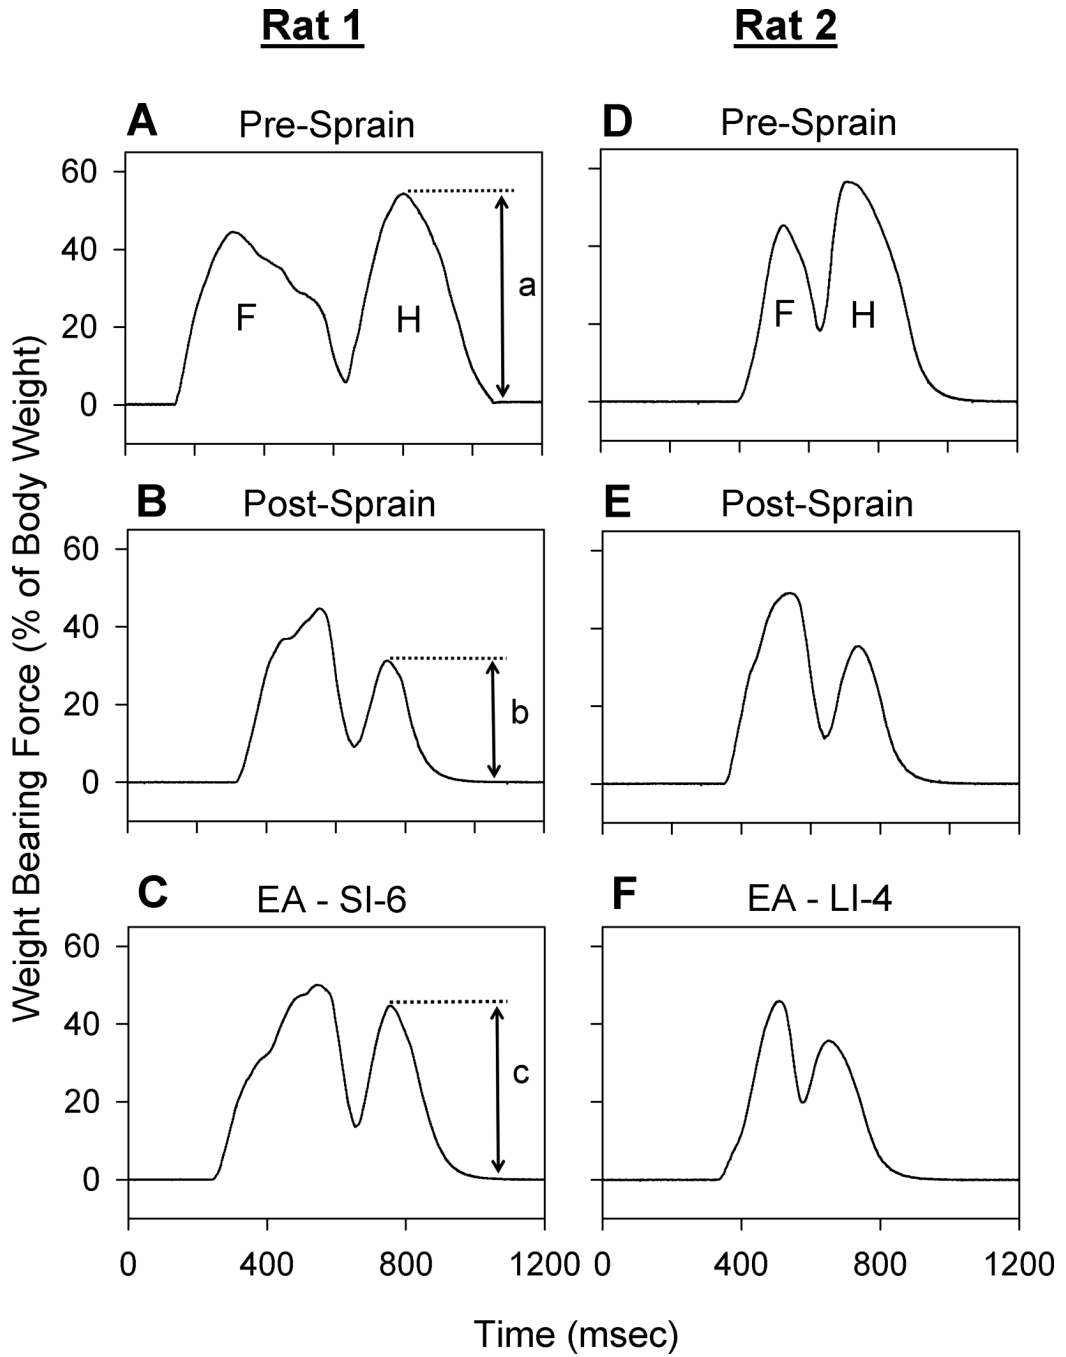 Rat 1
Rat 2
A Pre-Sprain
D Pre-Sprain
60
40
20
0
F
H
a
F
H
Weight Bearing Force (% of Body Weight)
B Post-Sprain
E Post-Sprain
60
40
20
0
b
C EA - SI-6
F EA - LI-4
60
40
20
0
c
0 400 800 1200
0 400 800 1200
Time (msec)